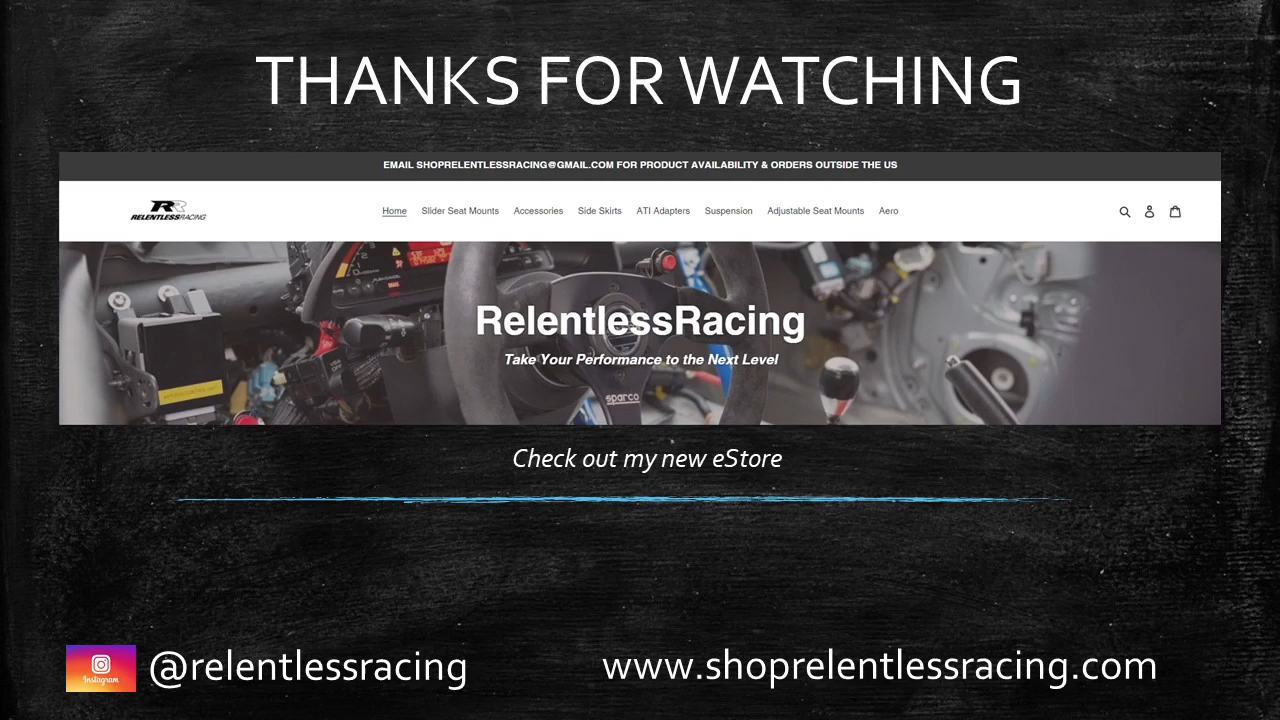 THANKS FOR WATCHING
EMAIL SHOPRELENTLESSRACING@GMAIL.COM FOR PRODUCT AVAILABILITY & ORDERS OUTSIDE THE US
RR
RELENTLESSRACING
Home Slider Seat Mounts Accessories Side Skirts ATI Adapters Suspension Adjustable Seat Mounts Aero
RelentlessRacing
Take Your Performance to the Next Level
sparco
Check out my new eStore
Instagram
@relentlessracing
www.shoprelentlessracing.com